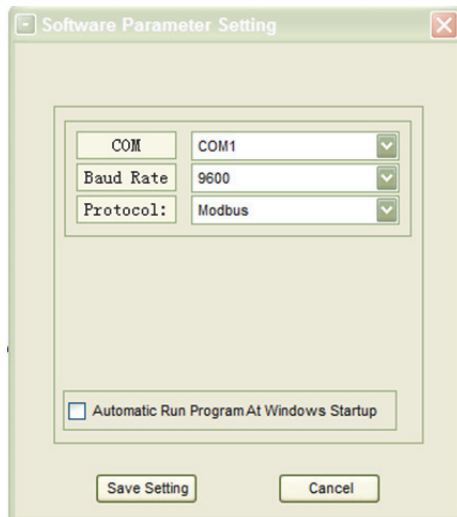 Software Parameter Setting
COM COM1
Baud Rate 9600
Protocol: Modbus
Automatic Run Program At Windows Startup
Save Setting Cancel